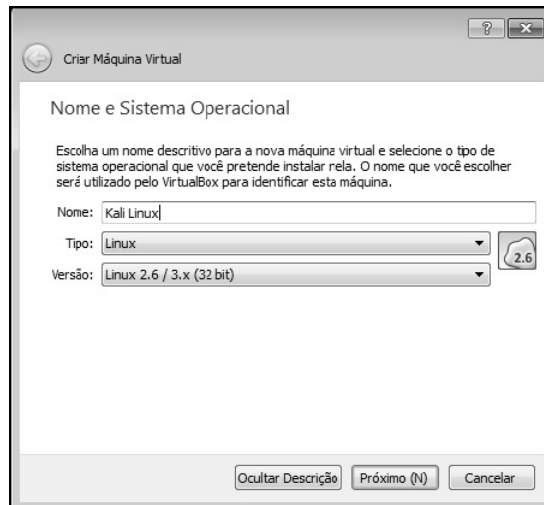 ?
Criar Máquina Virtual
Nome e Sistema Operacional
Escolha um nome descritivo para a nova máquina virtual e selecione o tipo de
sistema operacional que você pretende instalar nela. O nome que você escolher
será utilizado pelo VirtualBox para identificar esta máquina.
Nome: Kali Linux
Tipo: Linux
2.6
Versão: Linux 2.6 / 3.x (32 bit)
Ocultar Descrição Próximo (N) Cancelar